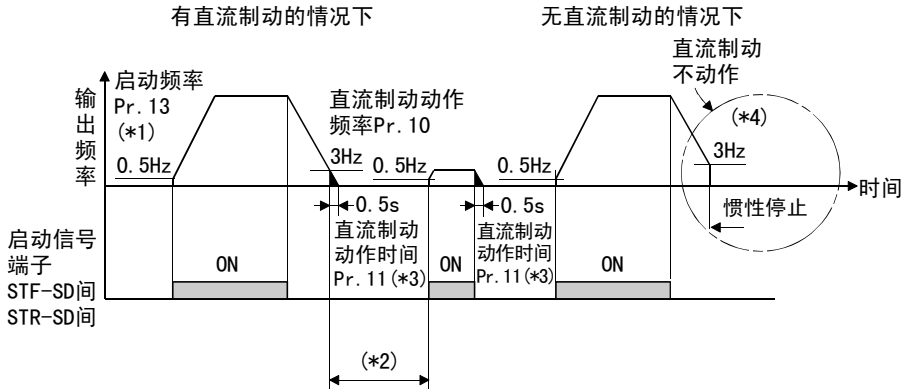 有直流制动的情况下
无直流制动的情况下
输出频率
启动频率
Pr.13
(*1)
0.5Hz
直流制动动作
频率Pr.10
3Hz
0.5Hz
0.5Hz
直流制动
不动作
(*4)
3Hz
时间
0.5s
0.5s
惯性停止
直流制动
动作时间
Pr.11(*3)
直流制动
动作时间
Pr.11(*3)
启动信号
端子
STF-SD间
STR-SD间
ON
ON
ON
(*2)